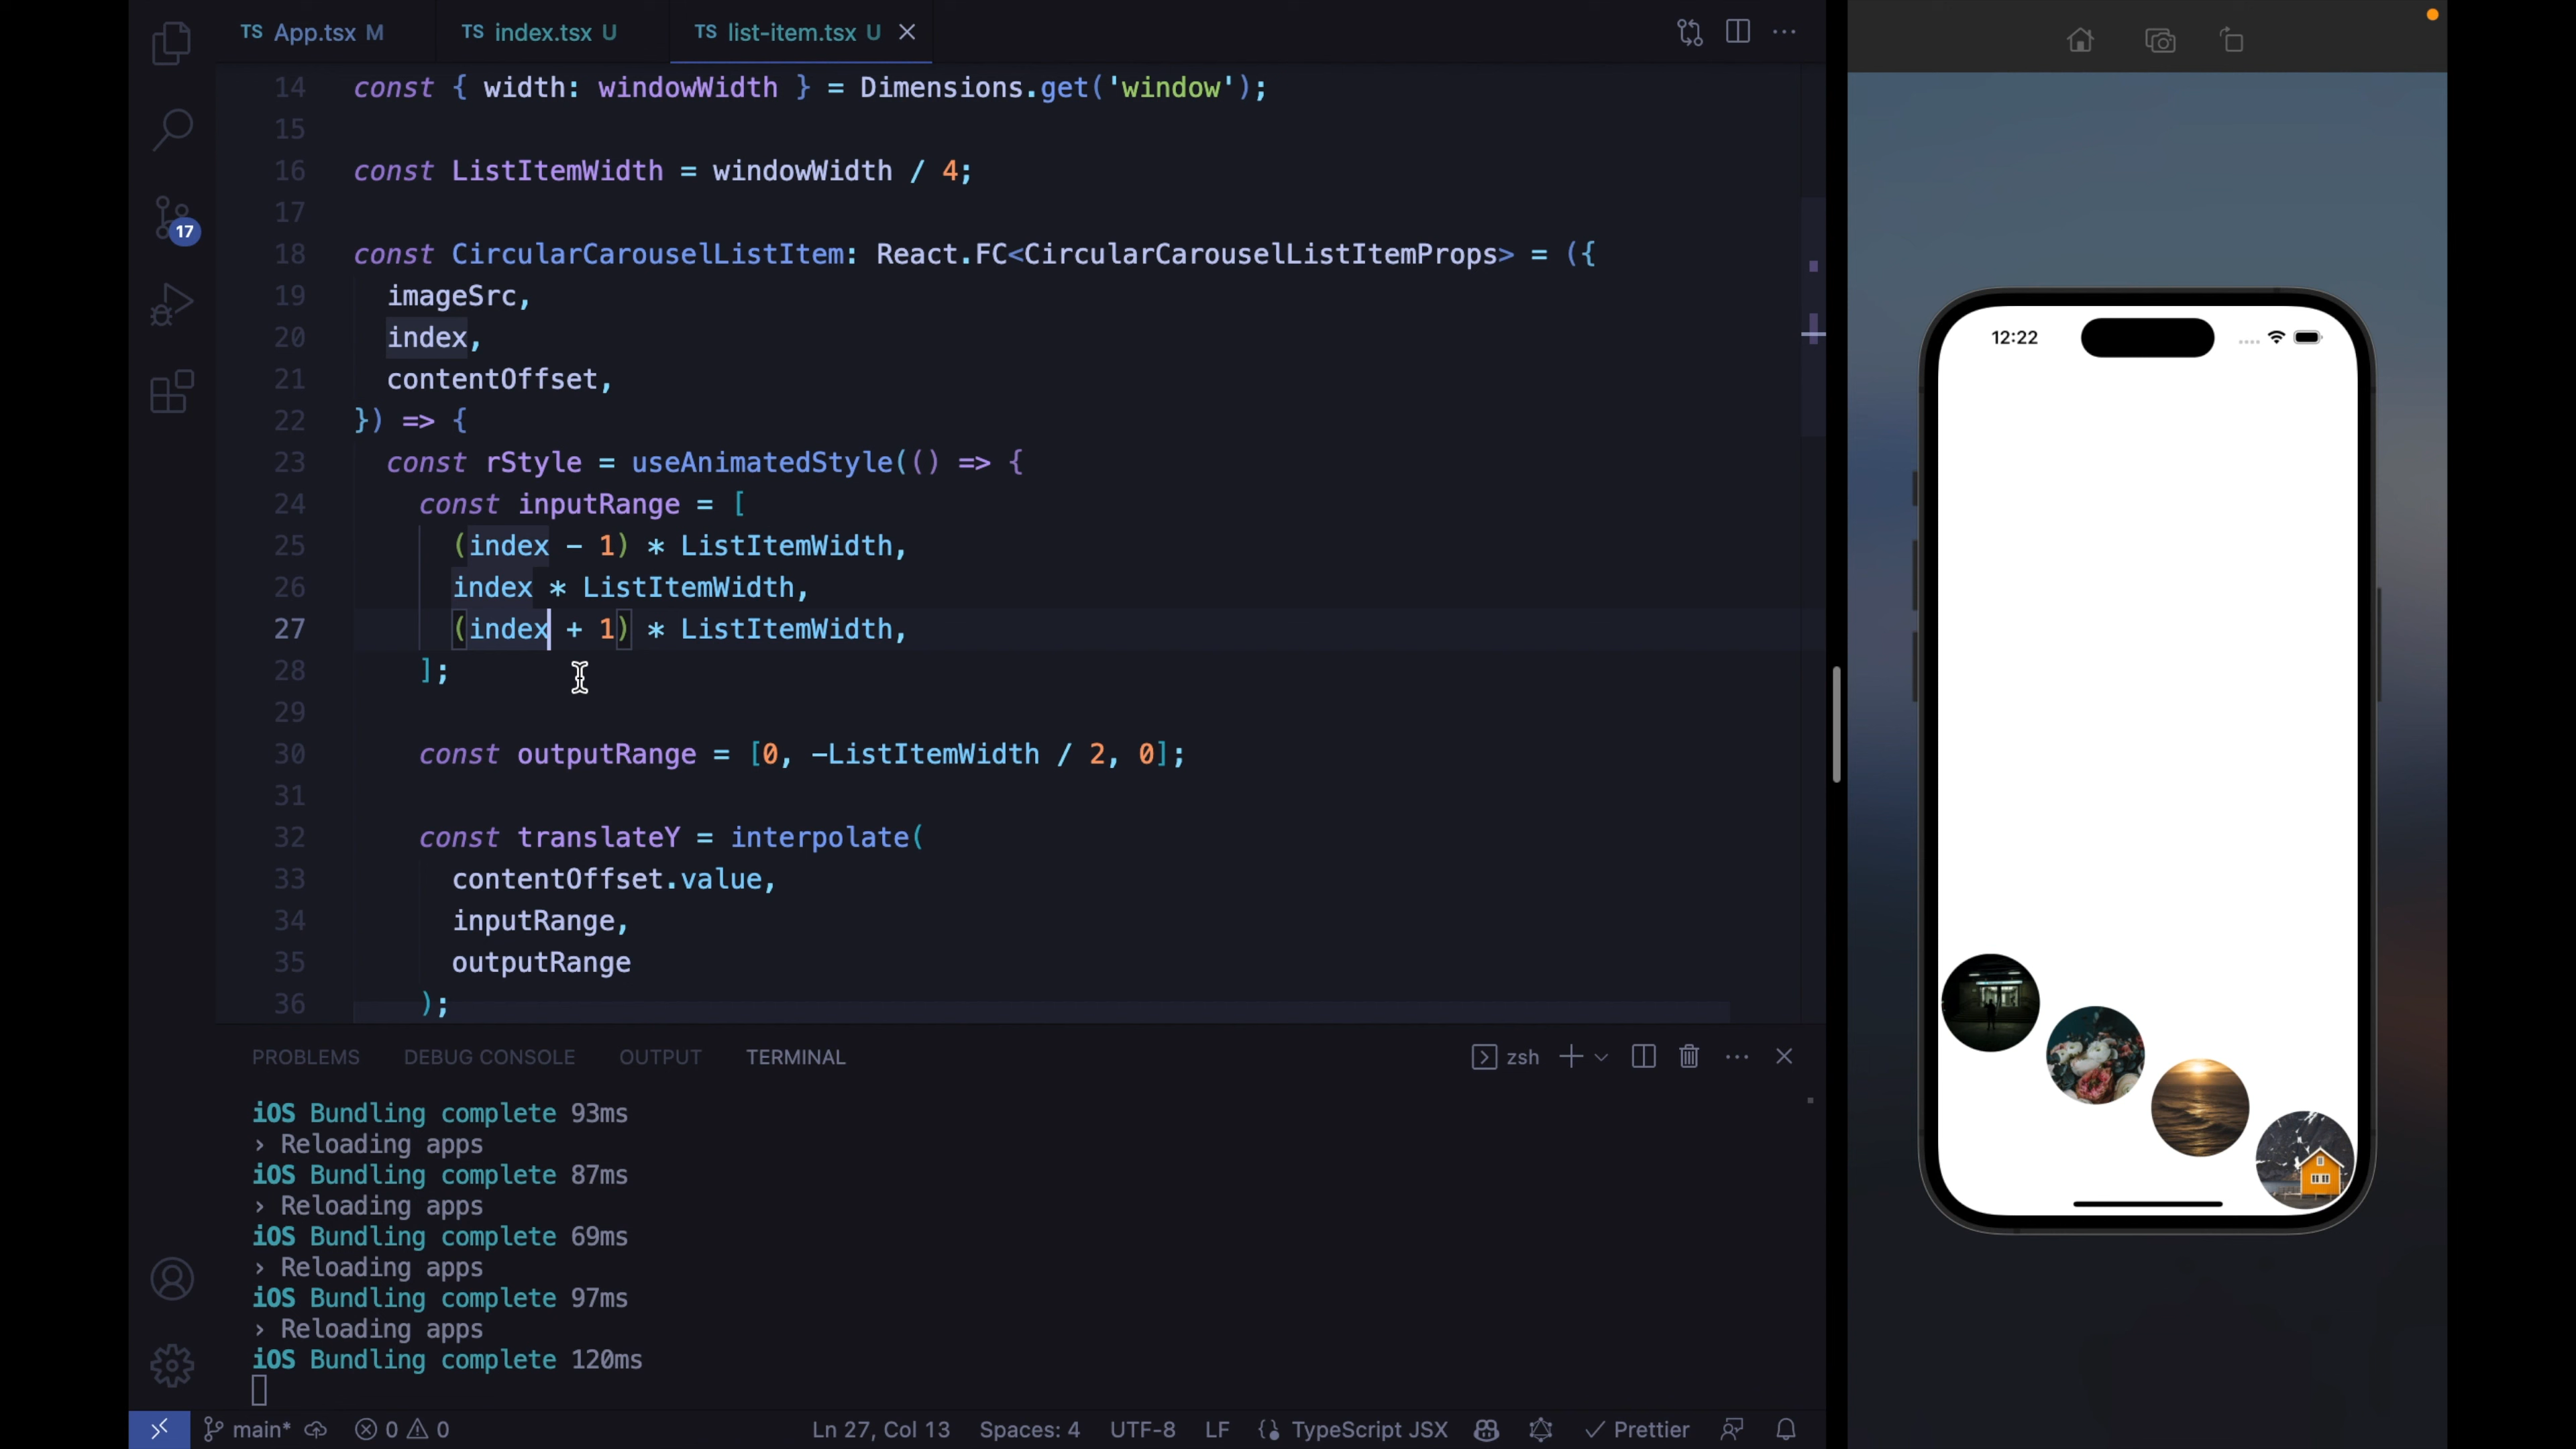 TS App.tsx M TS index.tsx U TS list-item.tsx U
14 const { width: windowWidth } = Dimensions.get('window');
15
16 const ListItemWidth = windowWidth / 4;
17
18 const CircularCarouselListItem: React.FC<CircularCarouselListItemProps> = ({
19 imageSrc,
20 index,
21 contentOffset,
22 }) => {
23 const rStyle = useAnimatedStyle(() => {
24 const inputRange = [
25 (index - 1) * ListItemWidth,
26 index * ListItemWidth,
27 (index + 1) * ListItemWidth,
28 ];
29
30 const outputRange = [0, -ListItemWidth / 2, 0];
31
32 const translateY = interpolate(
33 contentOffset.value,
34 inputRange,
35 outputRange
36 );
17
PROBLEMS DEBUG CONSOLE OUTPUT TERMINAL zsh
iOS Bundling complete 93ms
› Reloading apps
iOS Bundling complete 87ms
› Reloading apps
iOS Bundling complete 69ms
› Reloading apps
iOS Bundling complete 97ms
› Reloading apps
iOS Bundling complete 120ms
main* 0 0 Ln 27, Col 13 Spaces: 4 UTF-8 LF TypeScript JSX Prettier
12:22